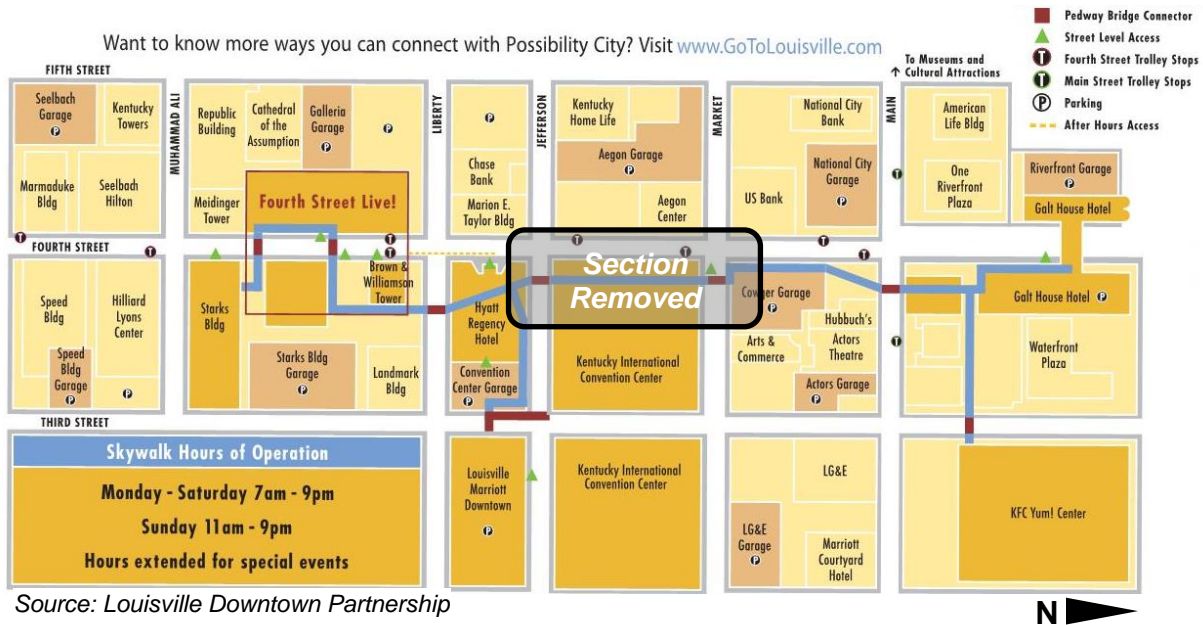 Want to know more ways you can connect with Possibility City? Visit www.GoToLouisville.com
Pedway Bridge Connector
Street Level Access
T Fourth Street Trolley Stops
T Main Street Trolley Stops
P Parking
After Hours Access
To Museums and
Cultural Attractions
FIFTH STREET
MUHAMMAD ALI
LIBERTY
JEFFERSON
MARKET
MAIN
Seelbach
Garage
P
Kentucky
Towers
Marmaduke
Bldg
Seelbach
Hilton
Republic
Building
Cathedral
of the
Assumption
Galleria
Garage
P
P
Meidinger
Tower
Fourth Street Live!
P
Chase
Bank
Marion E.
Taylor Bldg
Kentucky
Home Life
Aegon Garage
P
Aegon
Center
National City
Bank
National City
Garage
P
US Bank
American
Life Bldg
One
Riverfront
Plaza
Riverfront Garage
P
Galt House Hotel
T
T
T
T
T
T
T
T
T
T
FOURTH STREET
Speed
Bldg
Hilliard
Lyons
Center
Speed
Bldg
Garage
P
P
Starks
Bldg
Brown &
Williamson
Tower
Starks Bldg
Garage
P
Landmark
Bldg
Hyatt
Regency
Hotel
Convention
Center Garage
P
Section
Removed
Kentucky International
Convention Center
Cowger Garage
P
Hubbuch's
Arts &
Commerce
Actors
Theatre
Actors Garage
P
Galt House Hotel P
Waterfront
Plaza
THIRD STREET
Skywalk Hours of Operation
Monday - Saturday 7am - 9pm
Sunday 11am - 9pm
Hours extended for special events
Louisville
Marriott
Downtown
P
Kentucky International
Convention Center
LG&E
LG&E
Garage
P
Marriott
Courtyard
Hotel
KFC Yum! Center
Source: Louisville Downtown Partnership
N